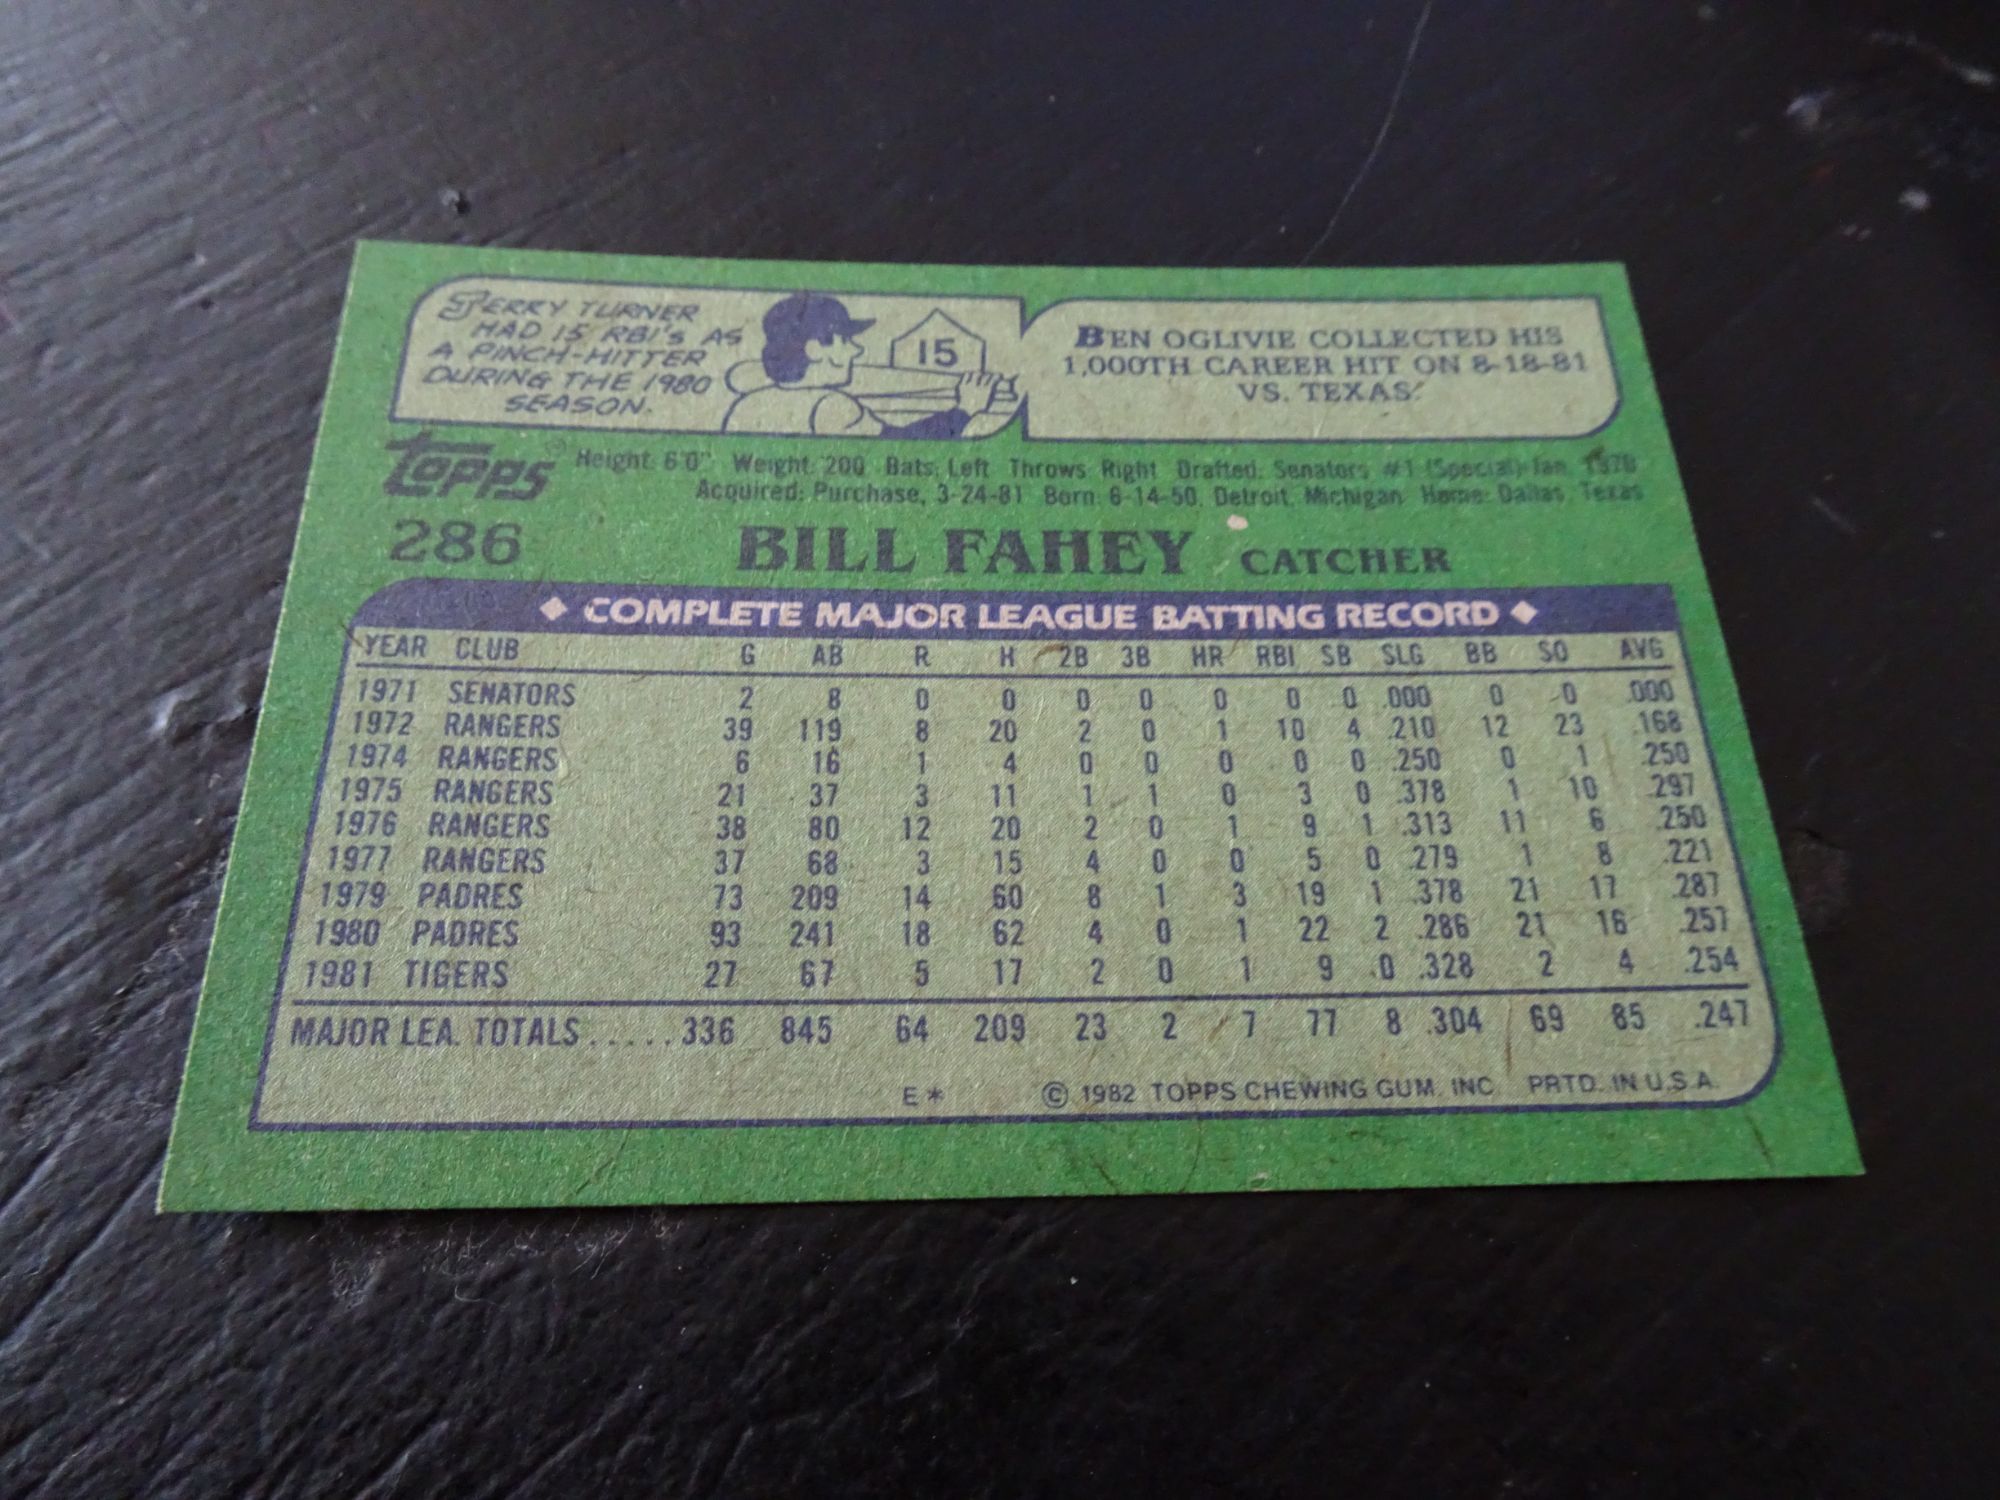 JERRY TURNER
HAD 15 RBI'S AS
A PINCH-HITTER
DURING THE 1980
SEASON.
15
BEN OGLIVIE COLLECTED HIS
1,000TH CAREER HIT ON 8-18-81
VS. TEXAS.
TOPPS ®
Height: 6'0" Weight: 200 Bats: Left Throws Right Drafted: Senators #1 (Special)-Jan. 1970
Acquired: Purchase, 3-24-81 Born: 6-14-50, Detroit, Michigan Home: Dallas, Texas
286 BILL FAHEY CATCHER
◆ COMPLETE MAJOR LEAGUE BATTING RECORD ◆
YEAR CLUB G AB R H 2B 3B HR RBI SB SLG BB SO AVG
1971 SENATORS 2 8 0 0 0 0 0 0 0 .000 0 0 .000
1972 RANGERS 39 119 8 20 2 0 1 10 4 .210 12 23 .168
1974 RANGERS 6 16 1 4 0 0 0 0 0 .250 0 1 .250
1975 RANGERS 21 37 3 11 1 1 0 3 0 .378 1 10 .297
1976 RANGERS 38 80 12 20 2 0 1 9 1 .313 11 6 .250
1977 RANGERS 37 68 3 15 4 0 0 5 0 .279 1 8 .221
1979 PADRES 73 209 14 60 8 1 3 19 1 .378 21 17 .287
1980 PADRES 93 241 18 62 4 0 1 22 2 .286 21 16 .257
1981 TIGERS 27 67 5 17 2 0 1 9 0 .328 2 4 .254
MAJOR LEA. TOTALS.....336 845 64 209 23 2 7 77 8 .304 69 85 .247
E* © 1982 TOPPS CHEWING GUM, INC. PRTD. IN U.S.A.